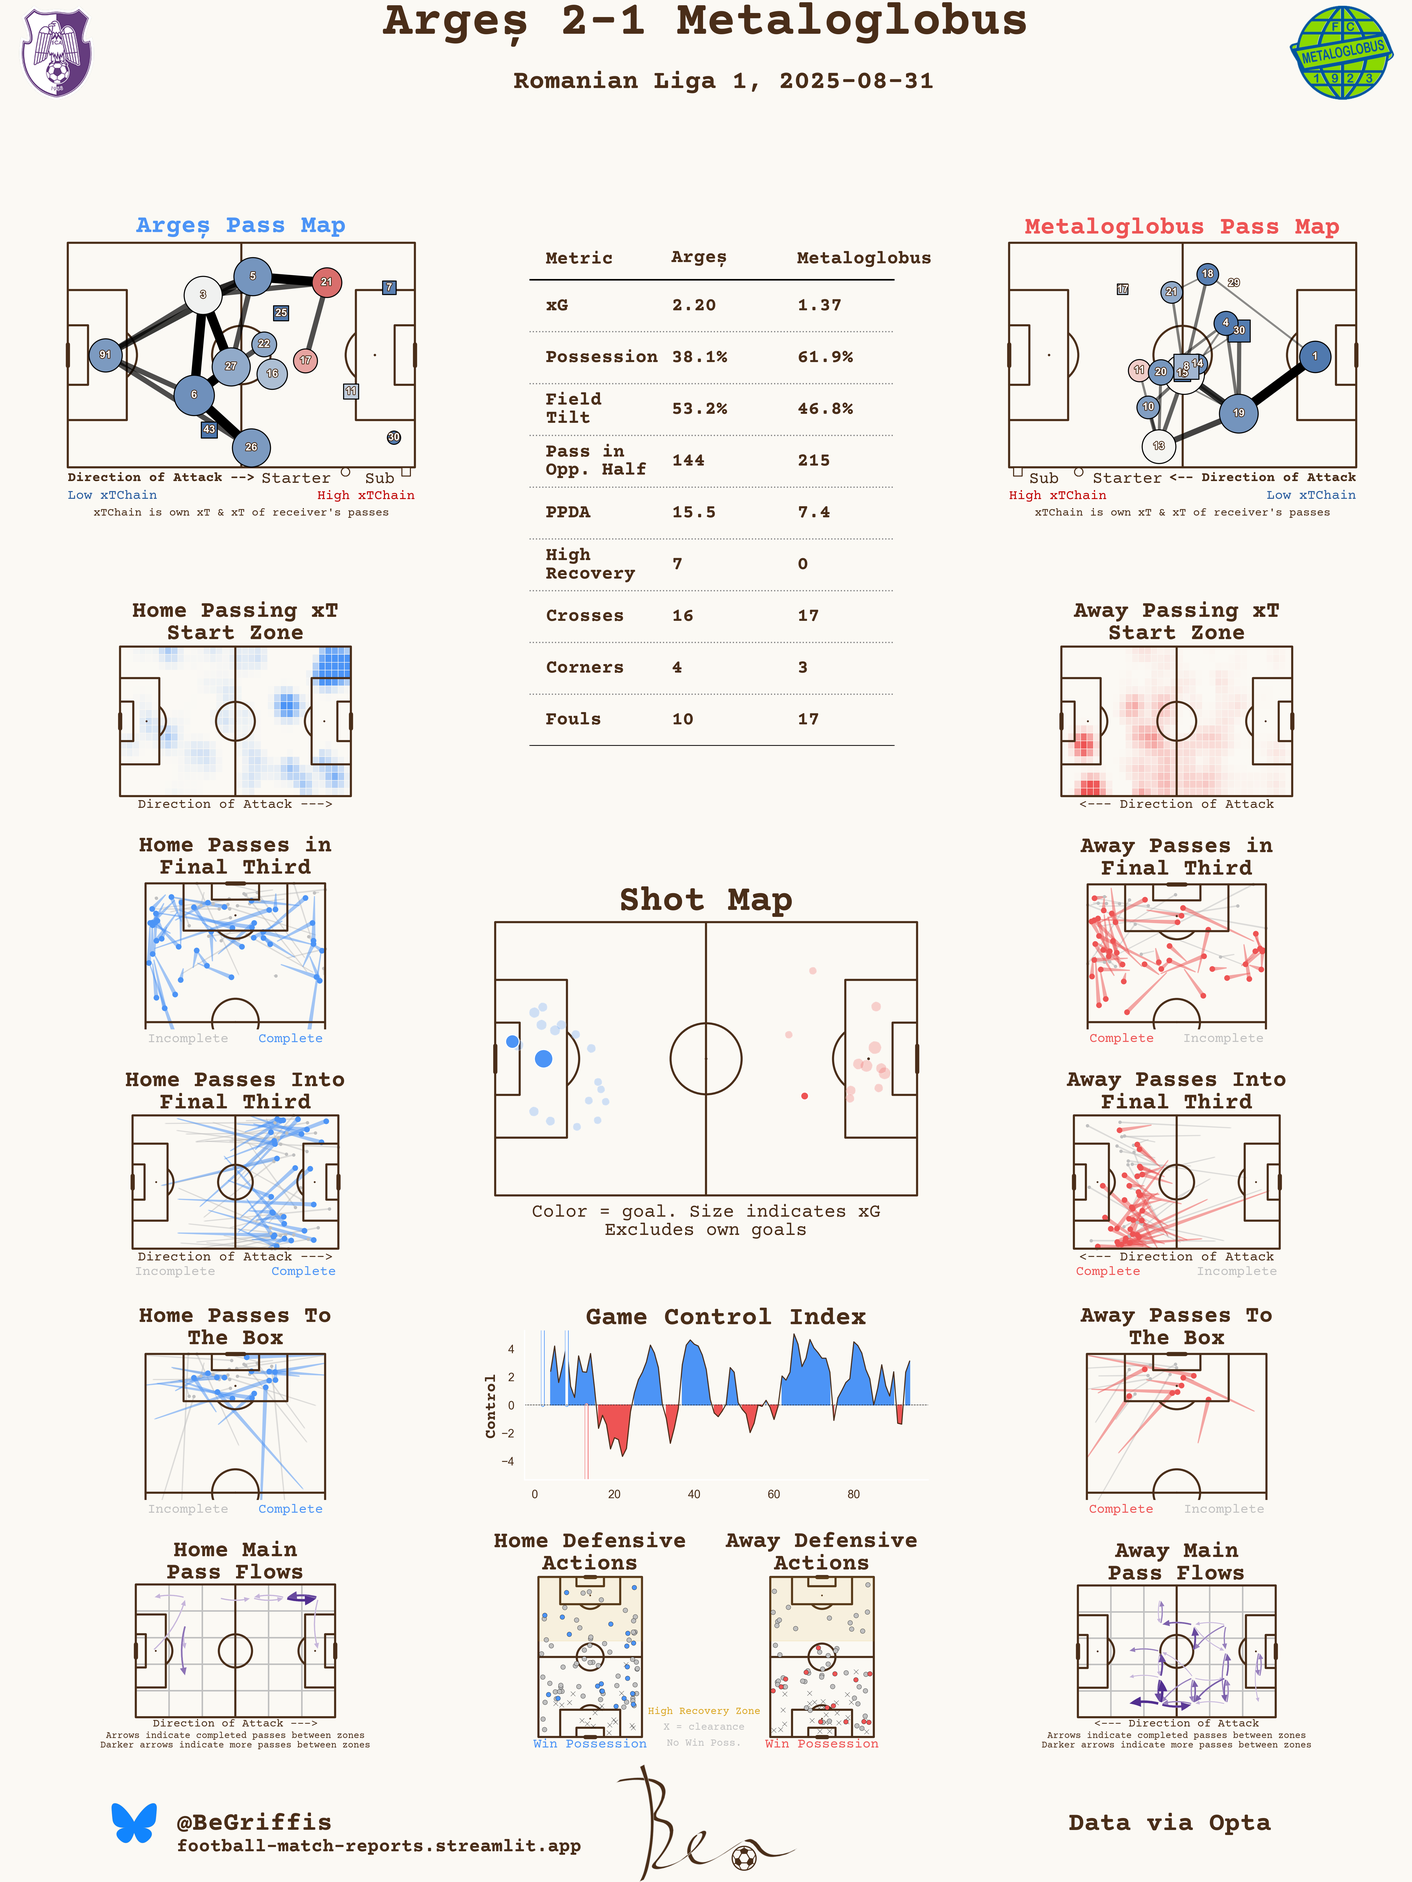 Argeș 2-1 Metaloglobus
Romanian Liga 1, 2025-08-31
FC
METALOGLOBUS
1923
Argeș Pass Map
3
5
21
7
25
91
22
17
27
16
6
11
43
26
30
Direction of Attack --> Starter Sub
Low xTChain High xTChain
xTChain is own xT & xT of receiver's passes
Metric Argeș Metaloglobus
xG 2.20 1.37
Possession 38.1% 61.9%
Field
Tilt 53.2% 46.8%
Pass in
Opp. Half 144 215
PPDA 15.5 7.4
High
Recovery 7 0
Crosses 16 17
Corners 4 3
Fouls 10 17
Metaloglobus Pass Map
17
21
18
29
4
30
1
11
20
15
8
14
10
19
13
Sub Starter <-- Direction of Attack
High xTChain Low xTChain
xTChain is own xT & xT of receiver's passes
Home Passing xT
Start Zone
Direction of Attack --->
Away Passing xT
Start Zone
<--- Direction of Attack
Home Passes in
Final Third
Incomplete Complete
Away Passes in
Final Third
Complete Incomplete
Shot Map
Color = goal. Size indicates xG
Excludes own goals
Home Passes Into
Final Third
Direction of Attack --->
Incomplete Complete
Away Passes Into
Final Third
<--- Direction of Attack
Complete Incomplete
Home Passes To
The Box
Incomplete Complete
Game Control Index
Control
4
2
0
−2
−4
0 20 40 60 80
Away Passes To
The Box
Complete Incomplete
Home Main
Pass Flows
Direction of Attack --->
Arrows indicate completed passes between zones
Darker arrows indicate more passes between zones
Home Defensive
Actions
Win Possession
Away Defensive
Actions
Win Possession
High Recovery Zone
X = clearance
No Win Poss.
Away Main
Pass Flows
<--- Direction of Attack
Arrows indicate completed passes between zones
Darker arrows indicate more passes between zones
@BeGriffis
football-match-reports.streamlit.app
Ben
Data via Opta